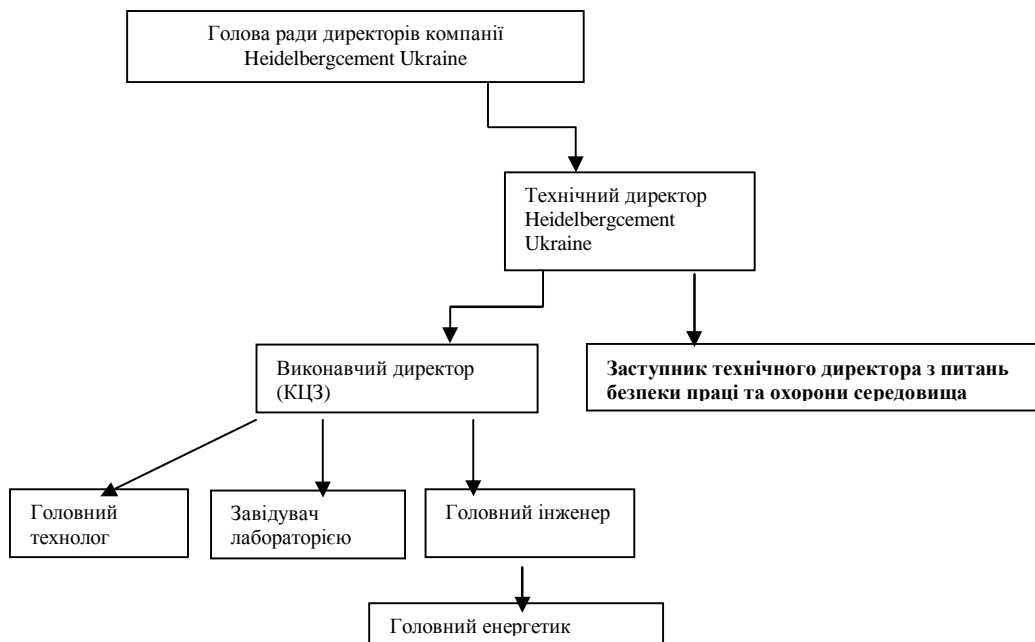 Голова ради директорів компанії
Heidelbergcement Ukraine
Технічний директор
Heidelbergcement
Ukraine
Виконавчий директор
(КЦЗ)
Заступник технічного директора з питань
безпеки праці та охорони середовища
Головний
технолог
Завідувач
лабораторією
Головний інженер
Головний енергетик